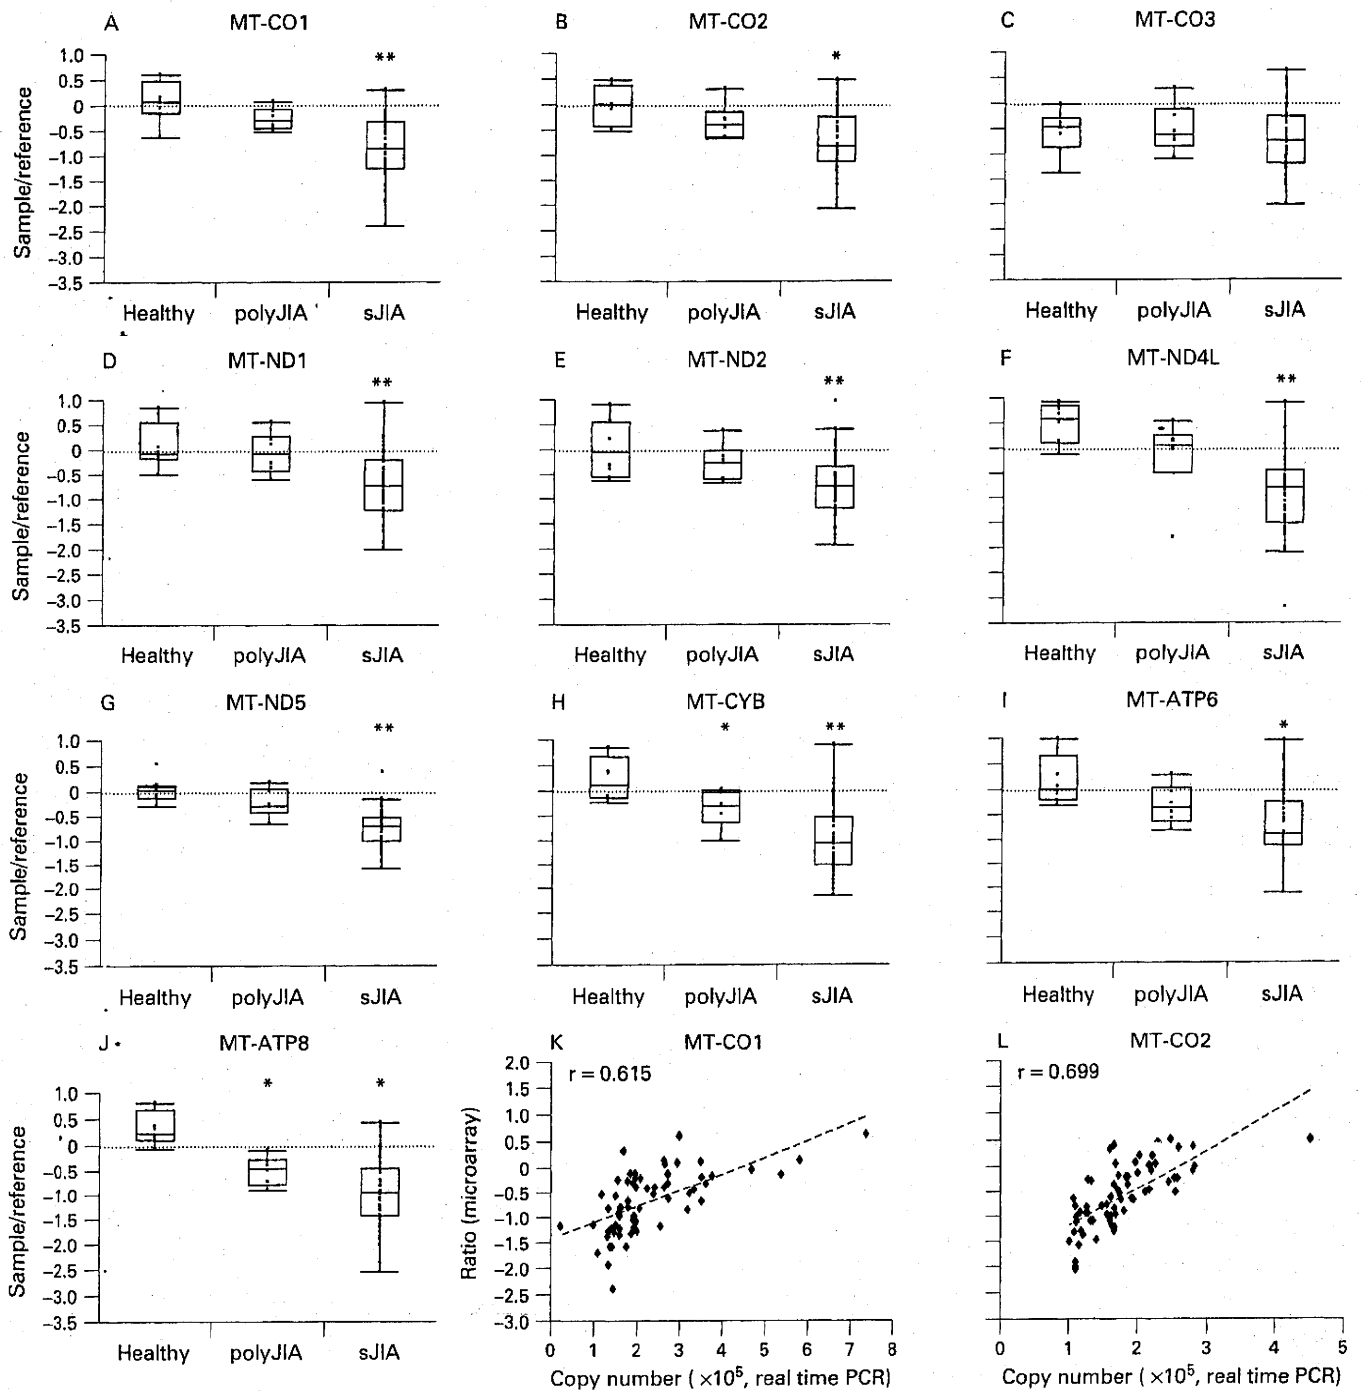 A MT-CO1 B MT-CO2 C MT-CO3
** *
1.0
0.5
0
−0.5
−1.0
−1.5
−2.0
−2.5
−3.0
−3.5
Sample/reference
Healthy polyJIA sJIA Healthy polyJIA sJIA Healthy polyJIA sJIA
D MT-ND1 E MT-ND2 F MT-ND4L
** ** **
1.0
0.5
0
−0.5
−1.0
−1.5
−2.0
−2.5
−3.0
−3.5
Sample/reference
Healthy polyJIA sJIA Healthy polyJIA sJIA Healthy polyJIA sJIA
G MT-ND5 H MT-CYB I MT-ATP6
** * ** *
1.0
0.5
0
−0.5
−1.0
−1.5
−2.0
−2.5
−3.0
−3.5
Sample/reference
Healthy polyJIA sJIA Healthy polyJIA sJIA Healthy polyJIA sJIA
J MT-ATP8
* *
1.0
0.5
0
−0.5
−1.0
−1.5
−2.0
−2.5
−3.0
−3.5
Sample/reference
Healthy polyJIA sJIA
K MT-CO1
r = 0.615
2.0
1.5
1.0
0.5
0
−0.5
−1.0
−1.5
−2.0
−2.5
−3.0
Ratio (microarray)
0 1 2 3 4 5 6 7 8
Copy number (×10⁵, real time PCR)
L MT-CO2
r = 0.699
0 1 2 3 4 5
Copy number (×10⁵, real time PCR)